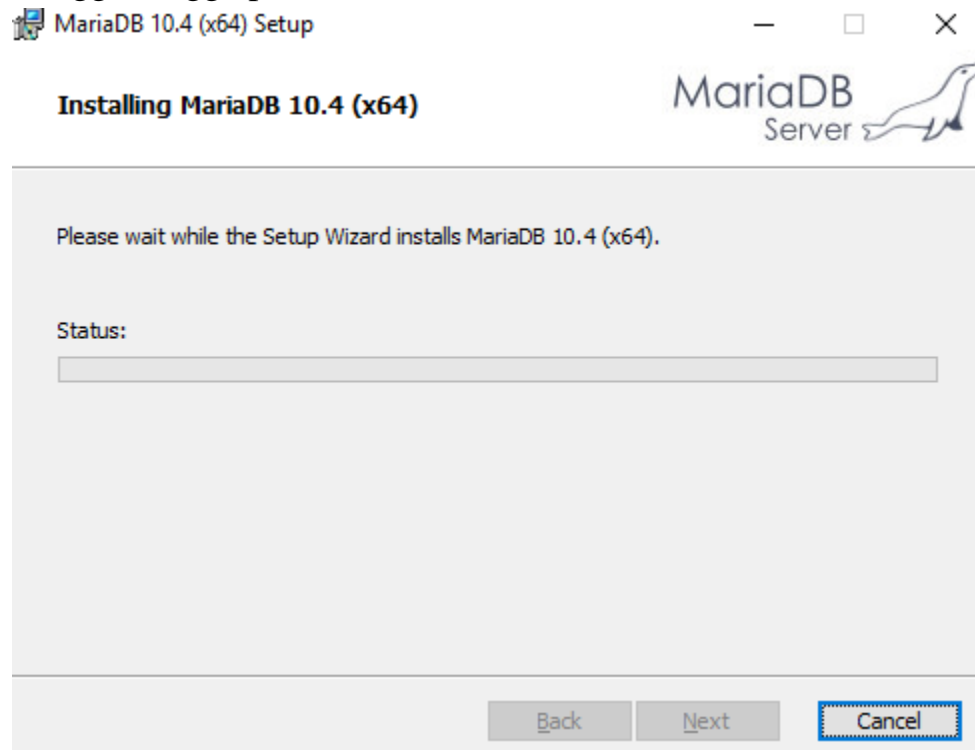 MariaDB 10.4 (x64) Setup
Installing MariaDB 10.4 (x64)
MariaDB
Server
Please wait while the Setup Wizard installs MariaDB 10.4 (x64).
Status:
Back Next Cancel